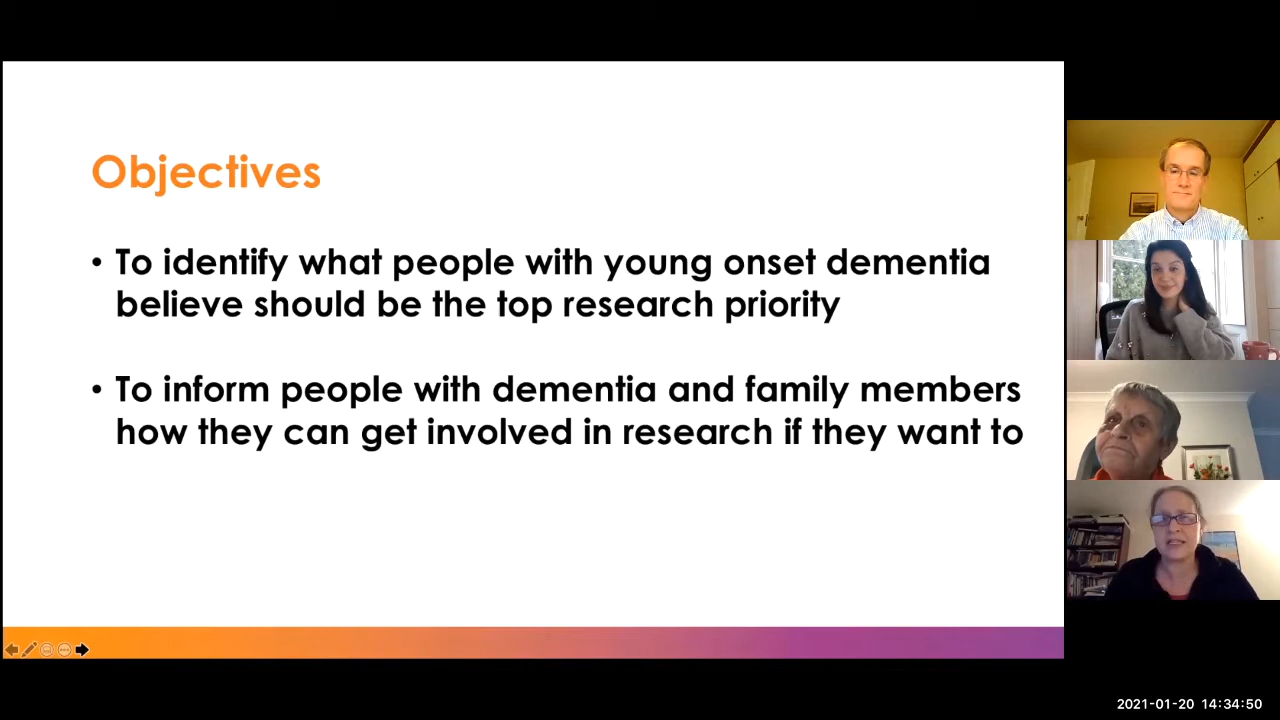 Objectives
• To identify what people with young onset dementia
believe should be the top research priority
• To inform people with dementia and family members
how they can get involved in research if they want to
2021-01-20 14:34:50